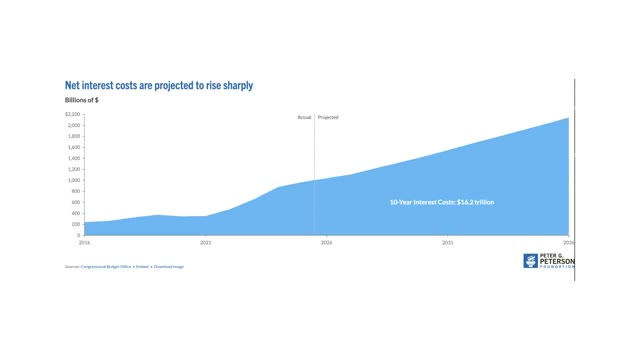 Net interest costs are projected to rise sharply
Billions of $
$2,200
2,000
1,800
1,600
1,400
1,200
1,000
800
600
400
200
0
Actual
Projected
10-Year Interest Costs: $16.2 trillion
2016
2021
2026
2031
2036
Sources: Congressional Budget Office • Embed • Download image
PETER G.
PETERSON
FOUNDATION